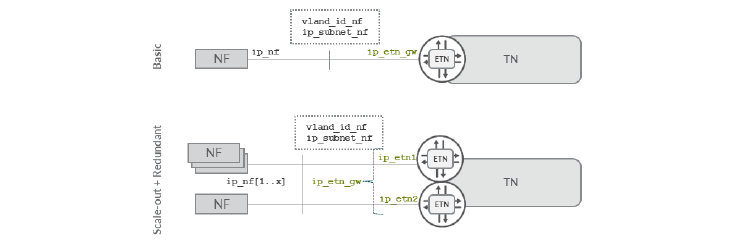 Basic
vland_id_nf
ip_subnet_nf
NF
ip_nf
ip_etn_gw
ETN
TN
Scale-out + Redundant
vland_id_nf
ip_subnet_nf
NF
ip_etn1
ETN
TN
ip_nf[1..x]
ip_etn_gw
NF
ip_etn2
ETN